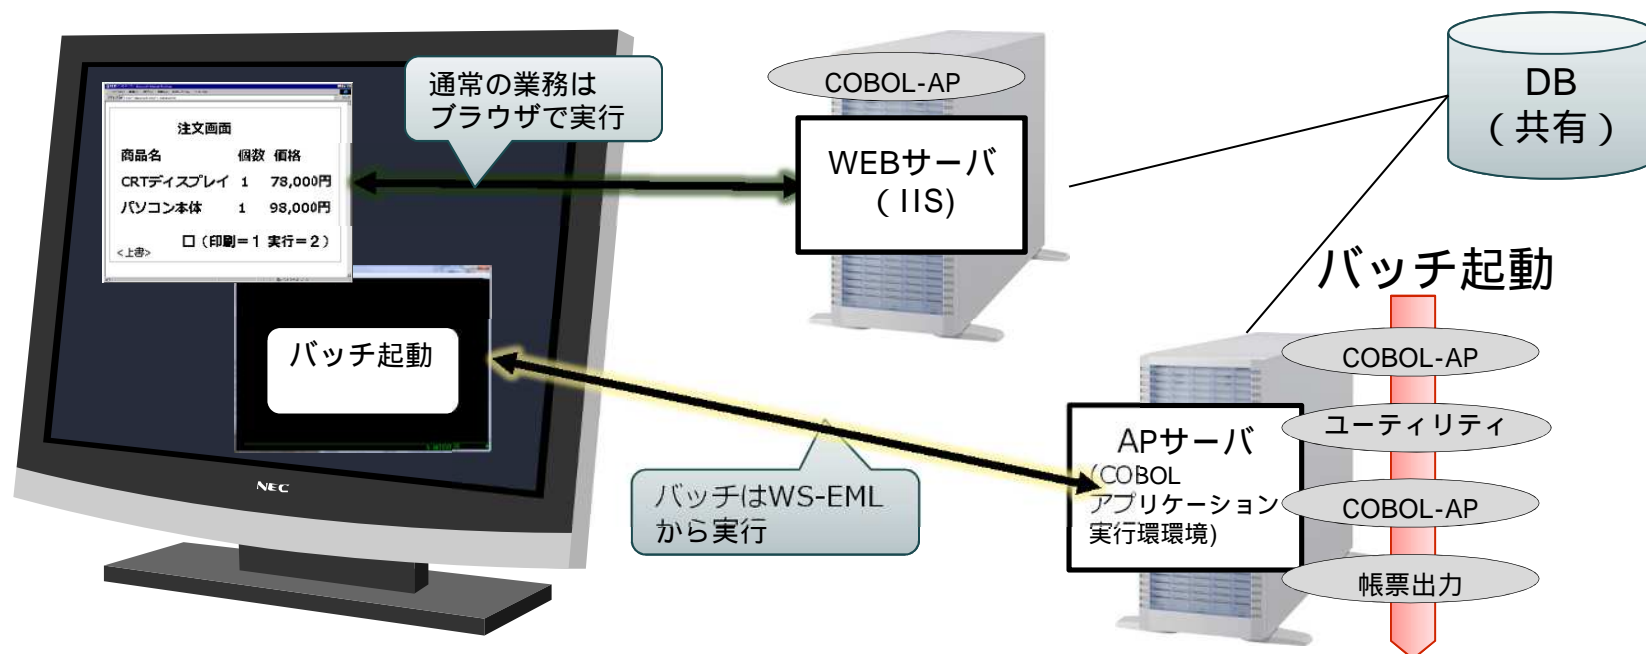 通常の業務は
ブラウザで実行
注文画面
商品名 個数 価格
CRTディスプレイ 1 78,000円
パソコン本体 1 98,000円
□（印刷＝1 実行＝2）
<上書>
バッチ起動
NEC
バッチはWS-EML
から実行
COBOL-AP
WEBサーバ
（IIS)
DB
（共有）
バッチ起動
APサーバ
(COBOL
アプリケーション
実行環環境)
COBOL-AP
ユーティリティ
COBOL-AP
帳票出力